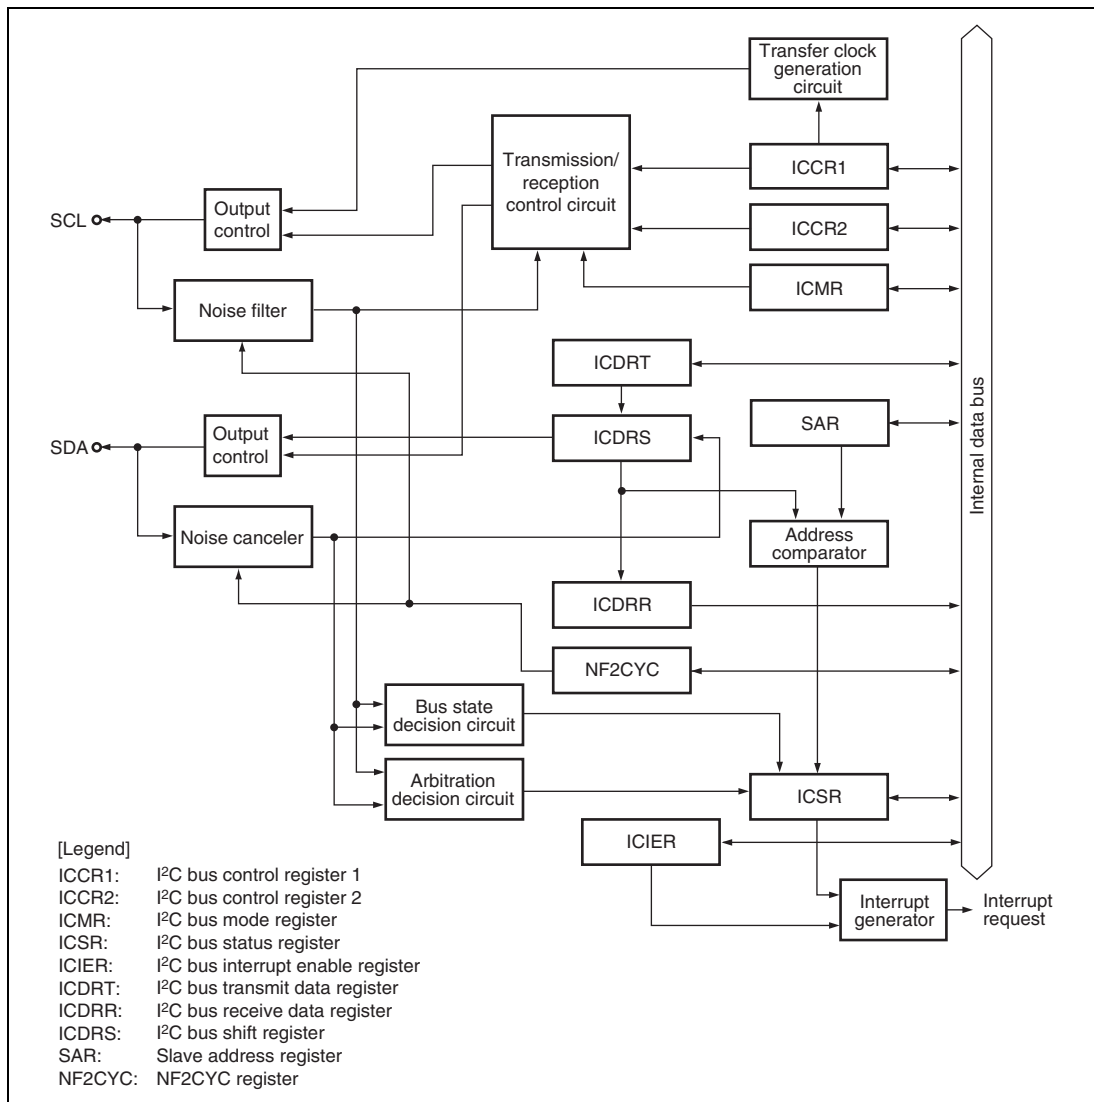 Transfer clock
generation
circuit
Transmission/
reception
control circuit
ICCR1
Output
control
SCL
ICCR2
ICMR
Noise filter
ICDRT
SAR
Output
control
ICDRS
SDA
Internal data bus
Noise canceler
Address
comparator
ICDRR
NF2CYC
Bus state
decision circuit
Arbitration
decision circuit
ICSR
ICIER
Interrupt
generator
Interrupt
request
[Legend]
ICCR1: I²C bus control register 1
ICCR2: I²C bus control register 2
ICMR: I²C bus mode register
ICSR: I²C bus status register
ICIER: I²C bus interrupt enable register
ICDRT: I²C bus transmit data register
ICDRR: I²C bus receive data register
ICDRS: I²C bus shift register
SAR: Slave address register
NF2CYC: NF2CYC register